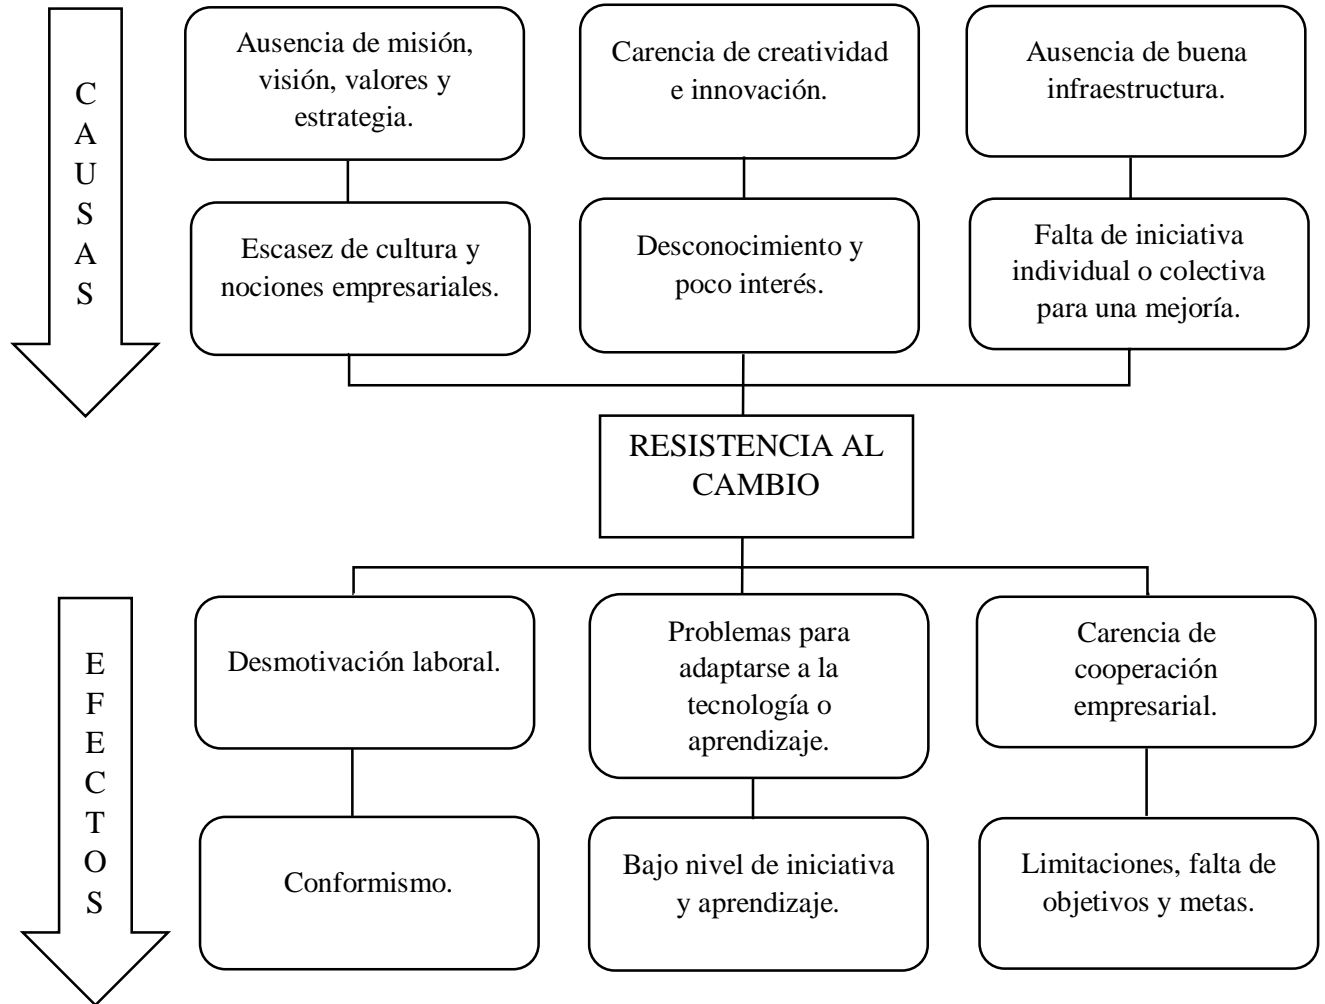 CAUSAS
Ausencia de misión,
visión, valores y
estrategia.
Carencia de creatividad
e innovación.
Ausencia de buena
infraestructura.
Escasez de cultura y
nociones empresariales.
Desconocimiento y
poco interés.
Falta de iniciativa
individual o colectiva
para una mejoría.
RESISTENCIA AL
CAMBIO
EFECTOS
Desmotivación laboral.
Problemas para
adaptarse a la
tecnología o
aprendizaje.
Carencia de
cooperación
empresarial.
Conformismo.
Bajo nivel de iniciativa
y aprendizaje.
Limitaciones, falta de
objetivos y metas.